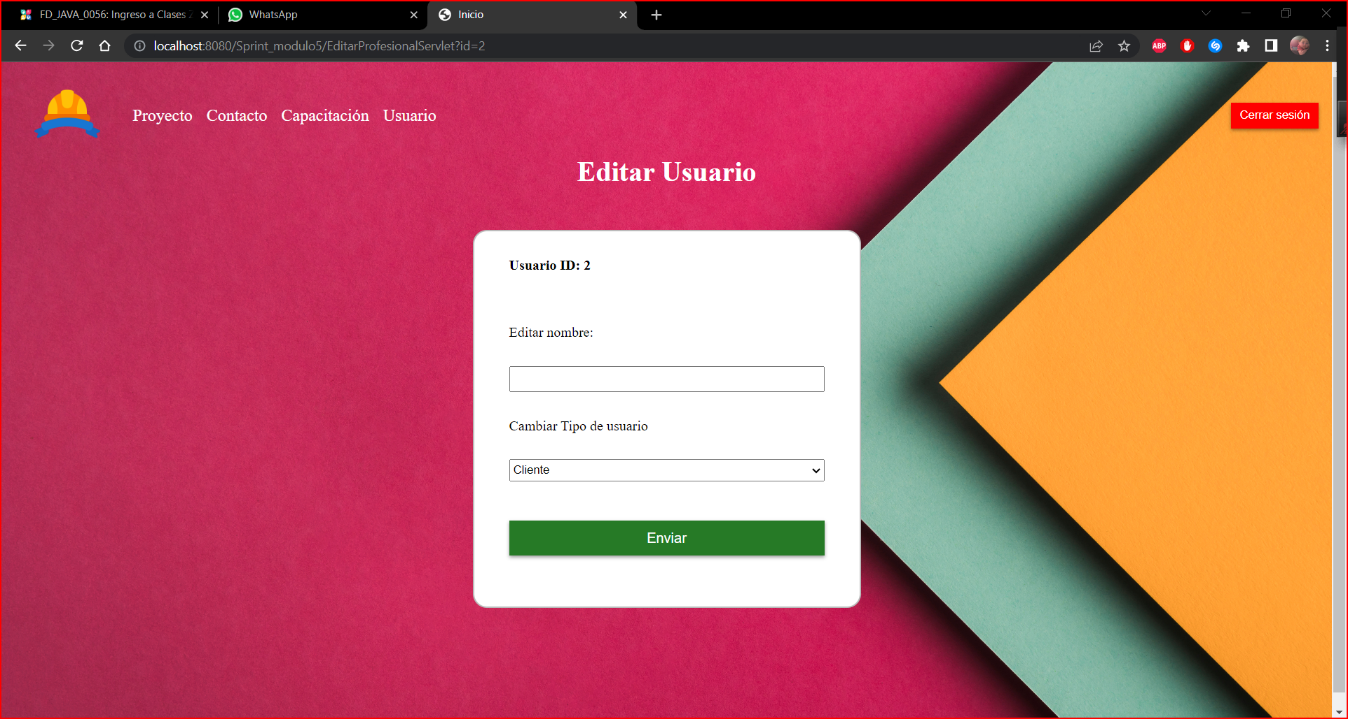 FD_JAVA_0056: Ingreso a Clases
WhatsApp
Inicio
localhost:8080/Sprint_modulo5/EditarProfesionalServlet?id=2
ABP
Proyecto Contacto Capacitación Usuario
Cerrar sesión
Editar Usuario
Usuario ID: 2
Editar nombre:
Cambiar Tipo de usuario
Cliente
Enviar